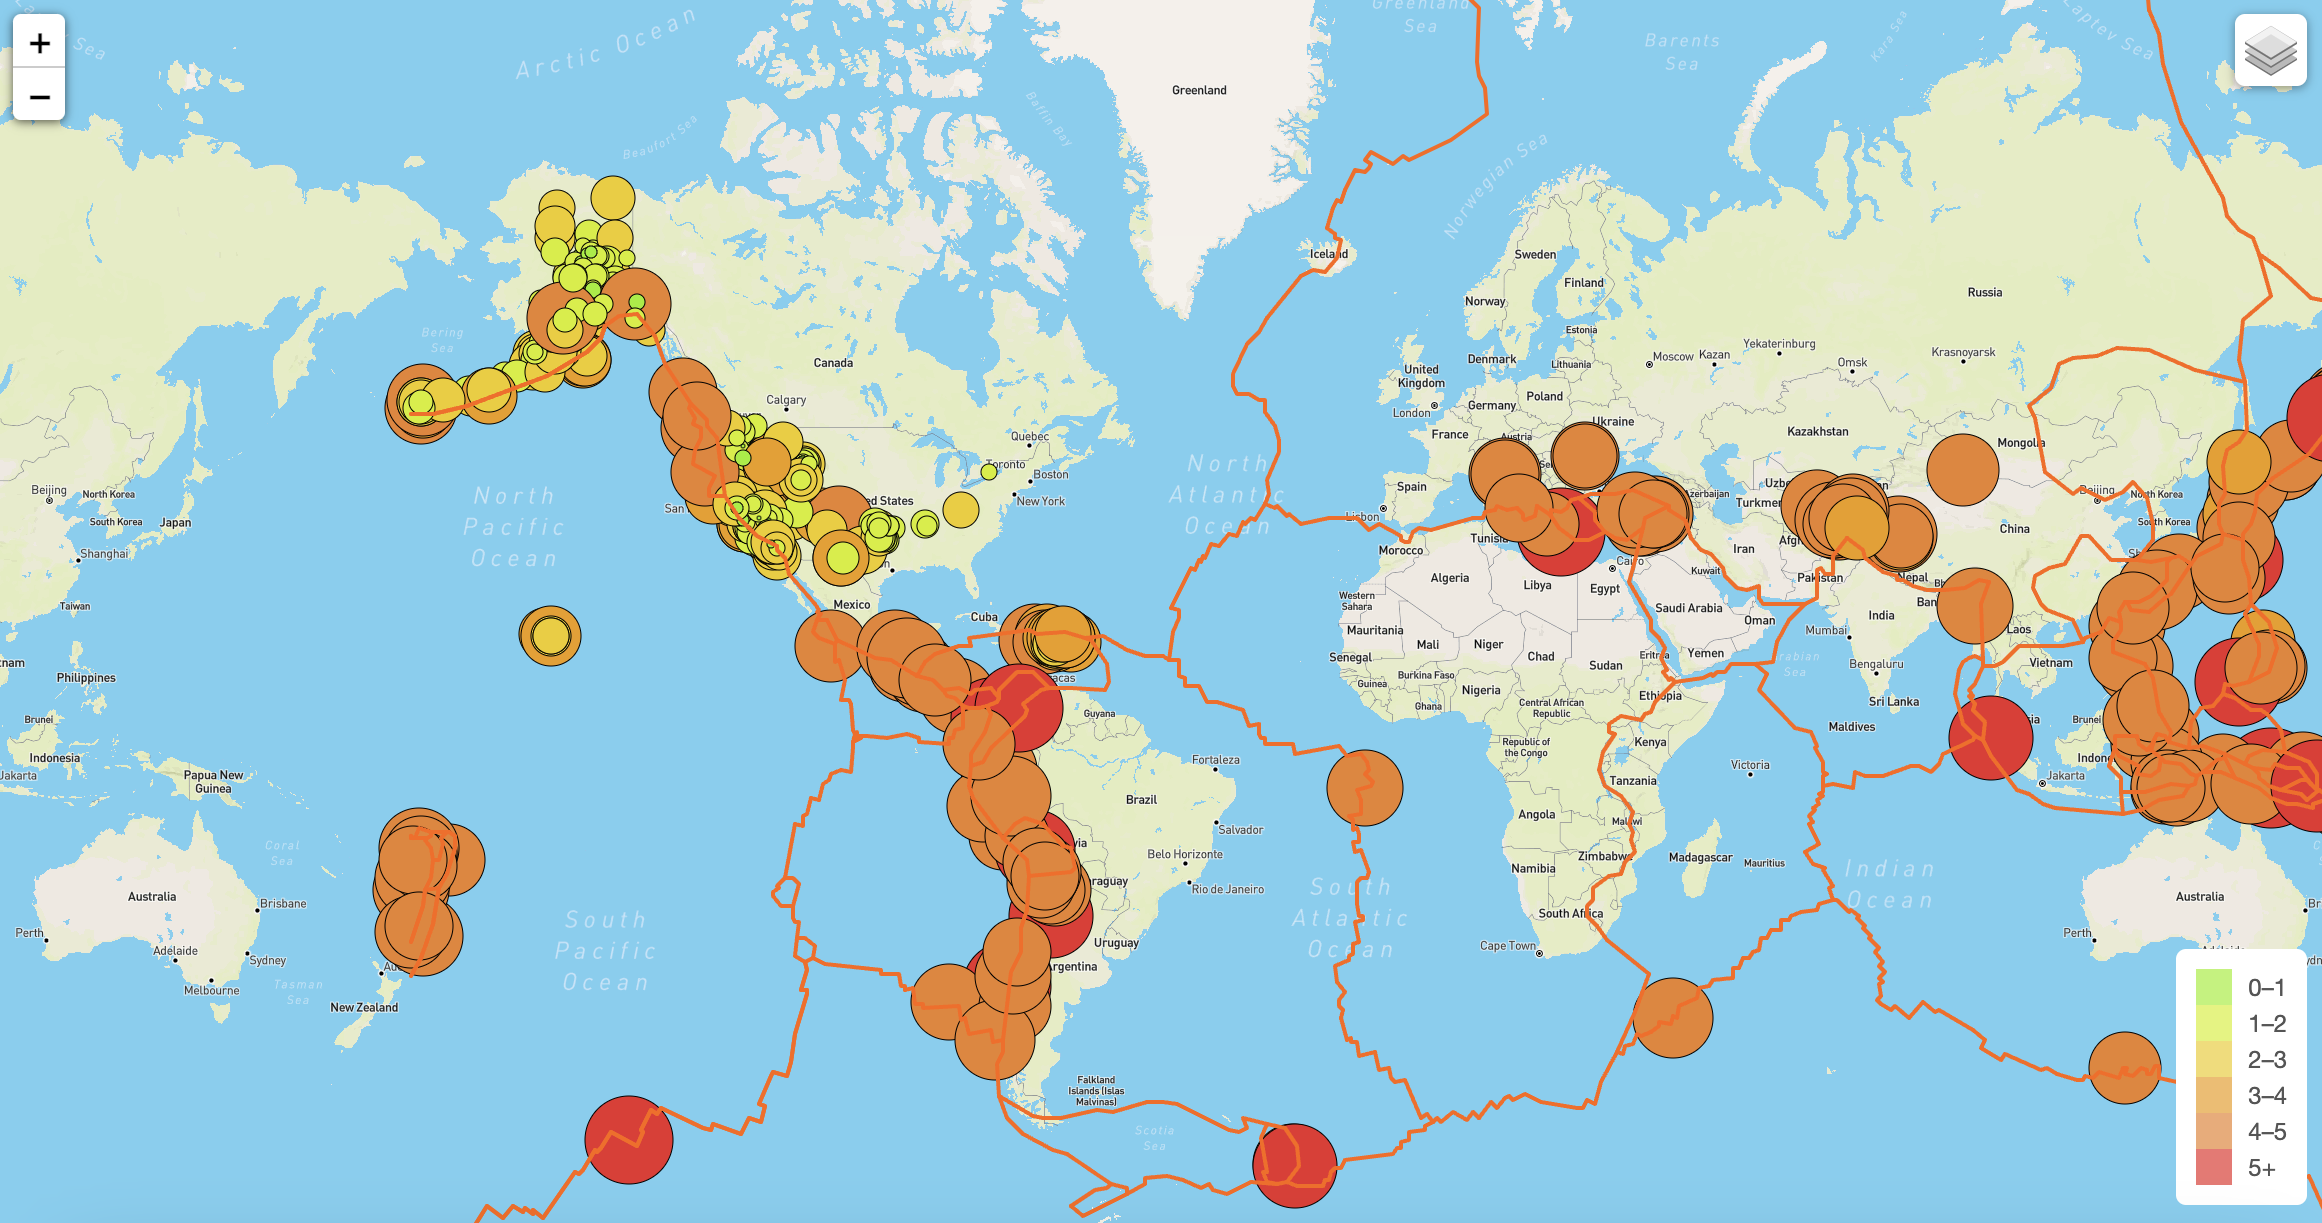 +
−
Arctic Ocean
Greenland
Sea
Barents
Sea
Kara Sea
Laptev Sea
Sea
Beaufort Sea
Baffin Bay
Greenland
Norwegian Sea
Iceland
Sweden
Finland
Norway
Russia
Bering
Sea
Estonia
Denmark
Lithuania
Moscow
Kazan
Yekaterinburg
Omsk
Krasnoyarsk
Canada
United
Kingdom
London
Poland
Germany
Calgary
Ukraine
France
Austria
Kazakhstan
Mongolia
Quebec
Toronto
Boston
New York
Beijing
North Korea
South Korea
Japan
Shanghai
Taiwan
North
Pacific
Ocean
North
Atlantic
Ocean
Spain
Lisbon
Morocco
Algeria
Libya
Egypt
Cairo
Iran
Kuwait
Pakistan
Nepal
China
Beijing
North Korea
South Korea
Western
Sahara
Mauritania
Mali
Niger
Chad
Sudan
Saudi Arabia
Oman
Yemen
India
Mumbai
Bengaluru
Sri Lanka
Maldives
Laos
Vietnam
Mexico
Cuba
Philippines
Brunei
Indonesia
Jakarta
Papua New
Guinea
Senegal
Guinea
Burkina Faso
Ghana
Nigeria
Central African
Republic
Ethiopia
Republic of
the Congo
Kenya
Tanzania
Victoria
Angola
Namibia
Madagascar
Mauritius
South Africa
Cape Town
Guyana
Fortaleza
Brazil
Salvador
Belo Horizonte
Rio de Janeiro
Uruguay
Argentina
Falkland
Islands (Islas
Malvinas)
Scotia
Sea
South
Pacific
Ocean
South
Atlantic
Ocean
Indian
Ocean
Coral
Sea
Australia
Brisbane
Perth
Adelaide
Sydney
Melbourne
Tasman
Sea
New Zealand
Jakarta
Australia
Perth
0–1
1–2
2–3
3–4
4–5
5+